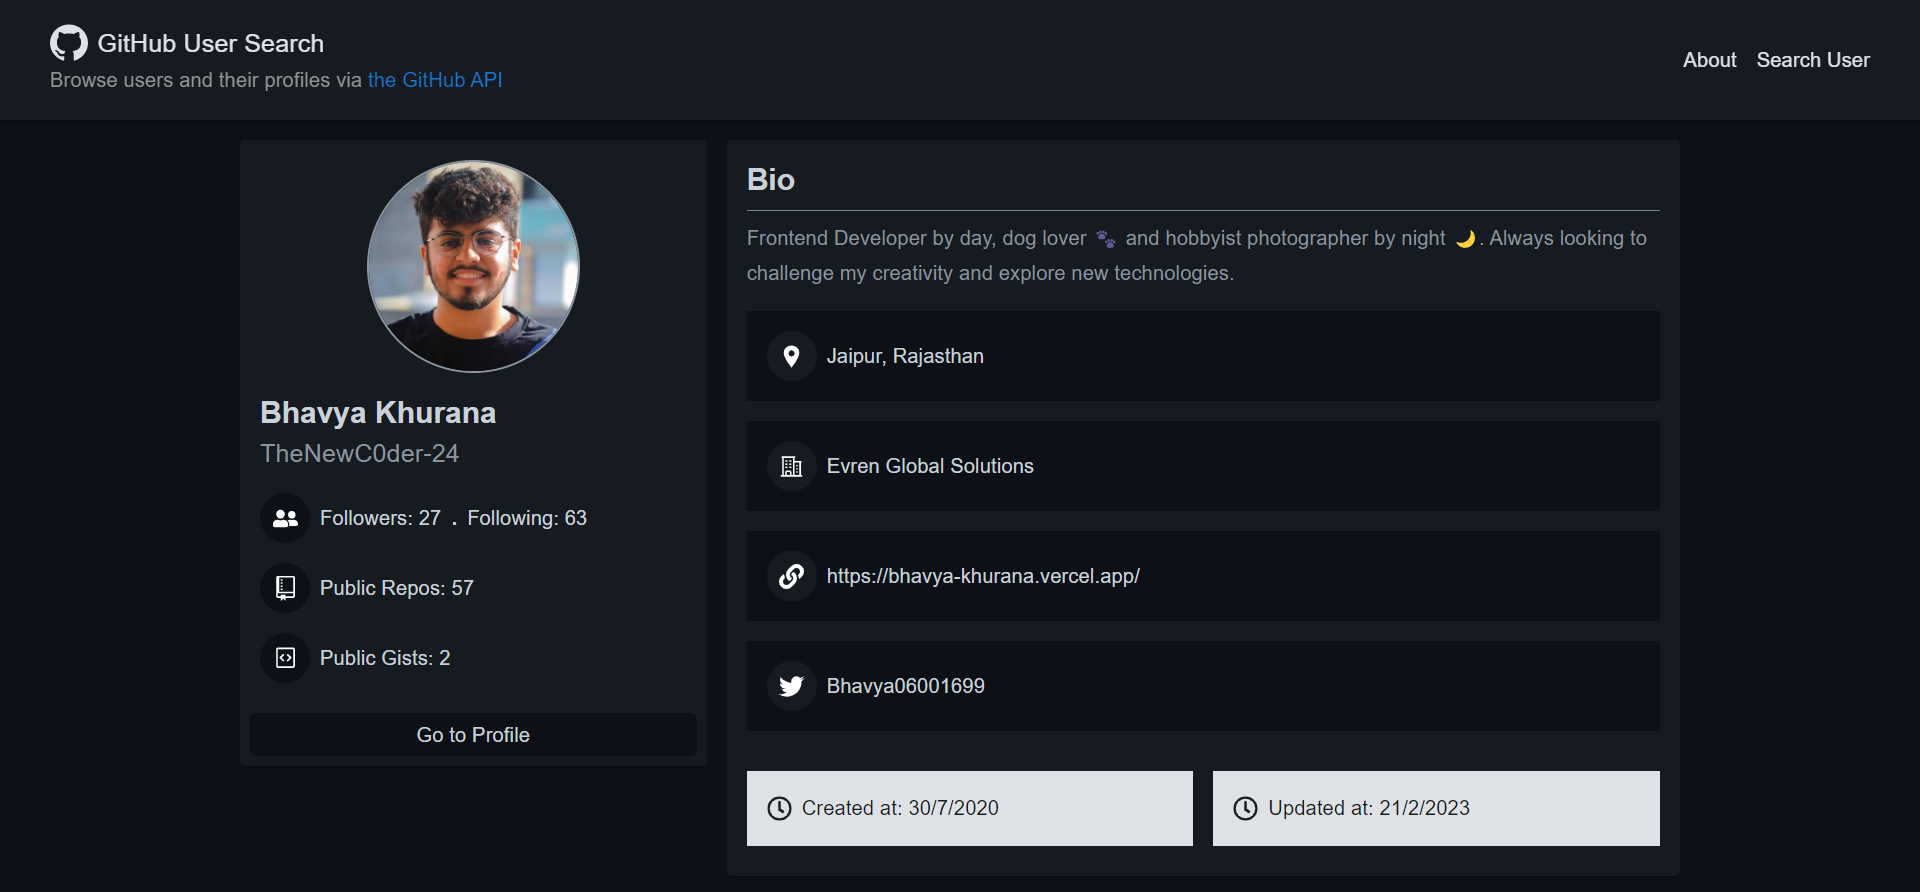 GitHub User Search
Browse users and their profiles via the GitHub API
About
Search User
Bhavya Khurana
TheNewC0der-24
Followers: 27 . Following: 63
Public Repos: 57
Public Gists: 2
Go to Profile
Bio
Frontend Developer by day, dog lover 🐾 and hobbyist photographer by night 🌙. Always looking to
challenge my creativity and explore new technologies.
Jaipur, Rajasthan
Evren Global Solutions
https://bhavya-khurana.vercel.app/
Bhavya06001699
Created at: 30/7/2020
Updated at: 21/2/2023